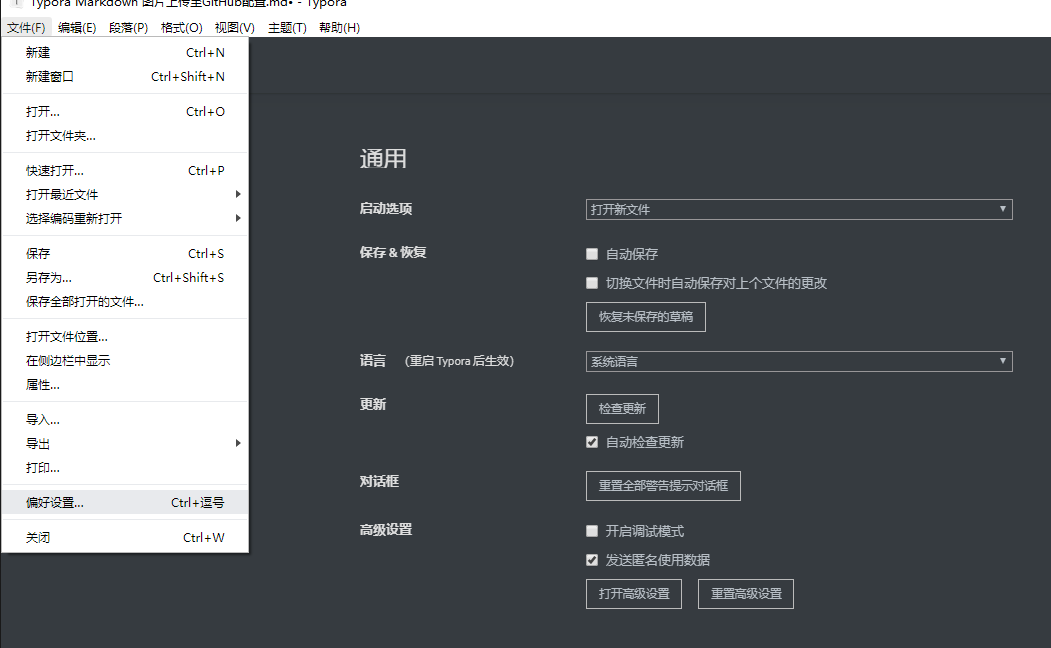 Typora Markdown 图片上传至GitHub配置.md• - Typora
文件(F) 编辑(E) 段落(P) 格式(O) 视图(V) 主题(T) 帮助(H)
新建 Ctrl+N
新建窗口 Ctrl+Shift+N
打开... Ctrl+O
打开文件夹...
快速打开... Ctrl+P
打开最近文件
选择编码重新打开
保存 Ctrl+S
另存为... Ctrl+Shift+S
保存全部打开的文件...
打开文件位置...
在侧边栏中显示
属性...
导入...
导出
打印...
偏好设置... Ctrl+逗号
关闭 Ctrl+W
通用
启动选项 打开新文件
保存 & 恢复 自动保存
切换文件时自动保存对上个文件的更改
恢复未保存的草稿
语言 (重启 Typora 后生效) 系统语言
更新 检查更新
自动检查更新
对话框 重置全部警告提示对话框
高级设置 开启调试模式
发送匿名使用数据
打开高级设置 重置高级设置